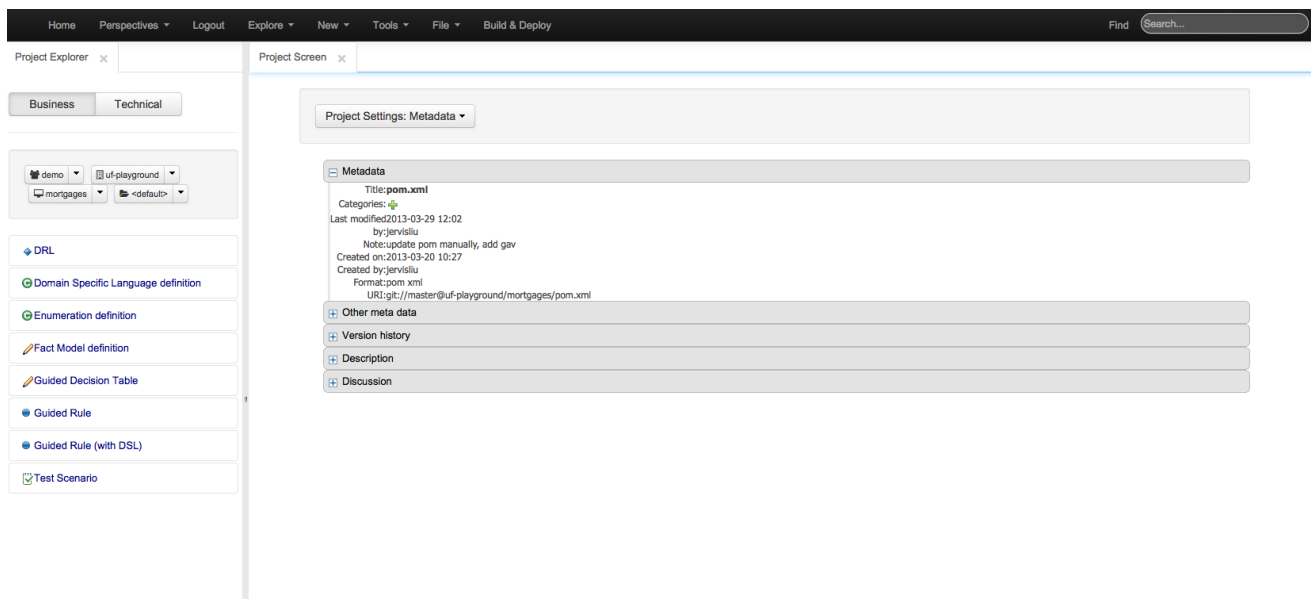 Home Perspectives Logout Explore New Tools File Build & Deploy Find Search...
Project Explorer
Project Screen
Business Technical
Project Settings: Metadata
demo uf-playground
mortgages <default>
DRL
Domain Specific Language definition
Enumeration definition
Fact Model definition
Guided Decision Table
Guided Rule
Guided Rule (with DSL)
Test Scenario
Metadata
Title:pom.xml
Categories:
Last modified2013-03-29 12:02
by:jervisliu
Note:update pom manually, add gav
Created on:2013-03-20 10:27
Created by:jervisliu
Format:pom xml
URI:git://master@uf-playground/mortgages/pom.xml
Other meta data
Version history
Description
Discussion